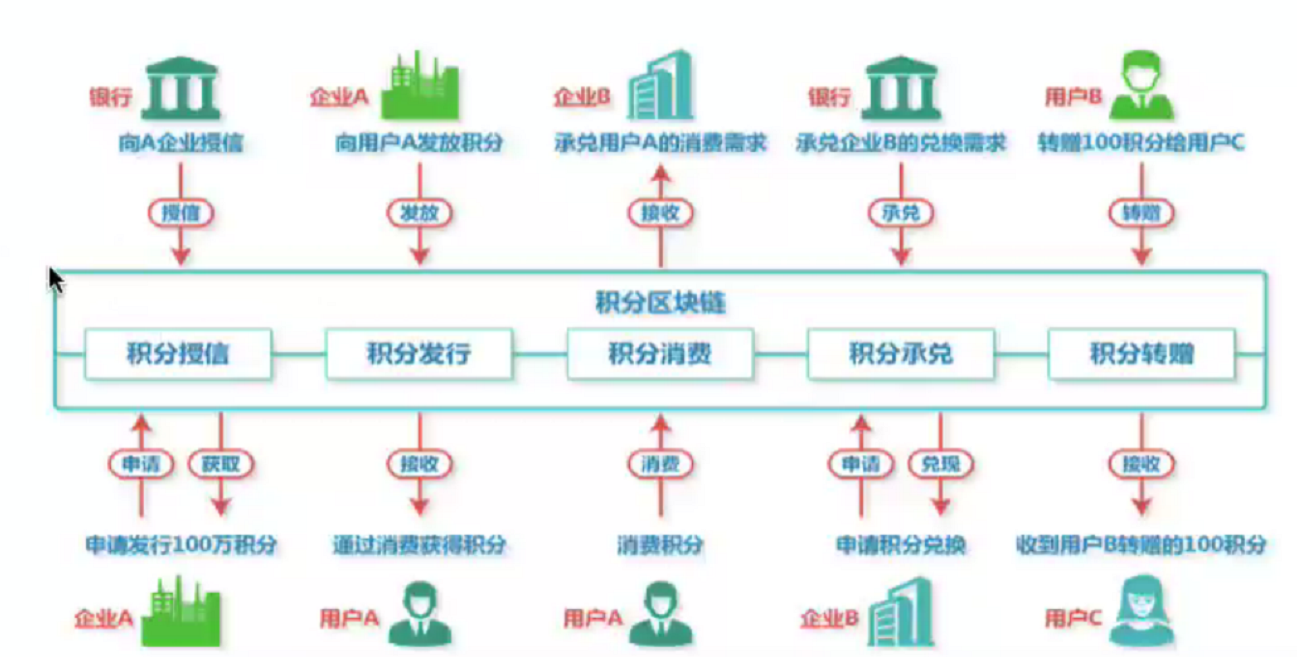 银行
企业A
企业B
银行
用户B
向A企业授信
向用户A发放积分
承兑用户A的消费需求
承兑企业B的兑换需求
转赠100积分给用户C
授信
发放
接收
承兑
转赠
积分区块链
积分授信
积分发行
积分消费
积分承兑
积分转赠
申请
获取
接收
消费
申请
兑现
接收
申请发行100万积分
通过消费获得积分
消费积分
申请积分兑换
收到用户B转赠的100积分
企业A
用户A
用户A
企业B
用户C